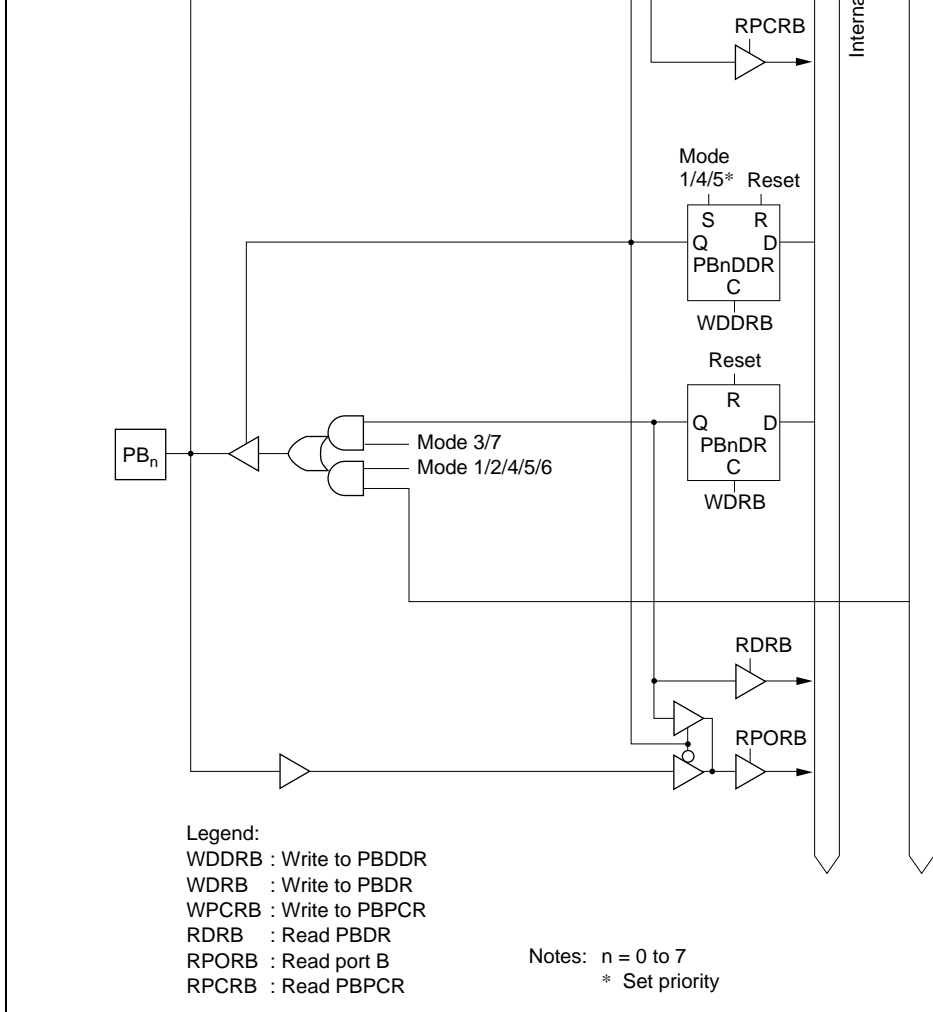 RPCRB
Interna
Mode
1/4/5* Reset
S R
Q D
PBnDDR
C
WDDRB
Reset
R
Q D
PBnDR
C
WDRB
PBn
Mode 3/7
Mode 1/2/4/5/6
RDRB
RPORB
Legend:
WDDRB : Write to PBDDR
WDRB : Write to PBDR
WPCRB : Write to PBPCR
RDRB : Read PBDR
RPORB : Read port B
RPCRB : Read PBPCR
Notes: n = 0 to 7
* Set priority